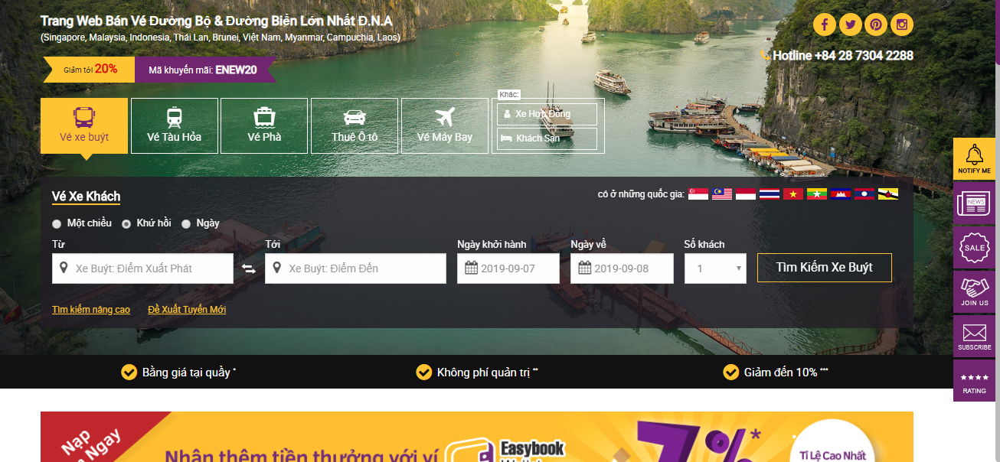 Trang Web Bán Vé Đường Bộ & Đường Biển Lớn Nhất Đ.N.A
(Singapore, Malaysia, Indonesia, Thái Lan, Brunei, Việt Nam, Myanmar, Campuchia, Laos)
Hotline +84 28 7304 2288
Giảm tới 20%
Mã khuyến mãi: ENEW20
Vé xe buýt
Vé Tàu Hỏa
Vé Phà
Thuê Ô tô
Vé Máy Bay
Khác:
Xe Hợp Đồng
Khách Sạn
Vé Xe Khách
có ở những quốc gia:
Một chiều
Khứ hồi
Ngày
Từ
Tới
Ngày khởi hành
Ngày về
Số khách
Xe Buýt: Điểm Xuất Phát
Xe Buýt: Điểm Đến
2019-09-07
2019-09-08
1
Tìm Kiếm Xe Buýt
Tìm kiếm nâng cao
Đề Xuất Tuyến Mới
NOTIFY ME
NEWS
SALE
JOIN US
SUBSCRIBE
RATING
Bằng giá tại quầy *
Không phí quản trị **
Giảm đến 10% ***
Nạp
Ngay
Nhận thêm tiền thưởng với ví
Easybook
7%*
Tỉ Lệ Cao Nhất